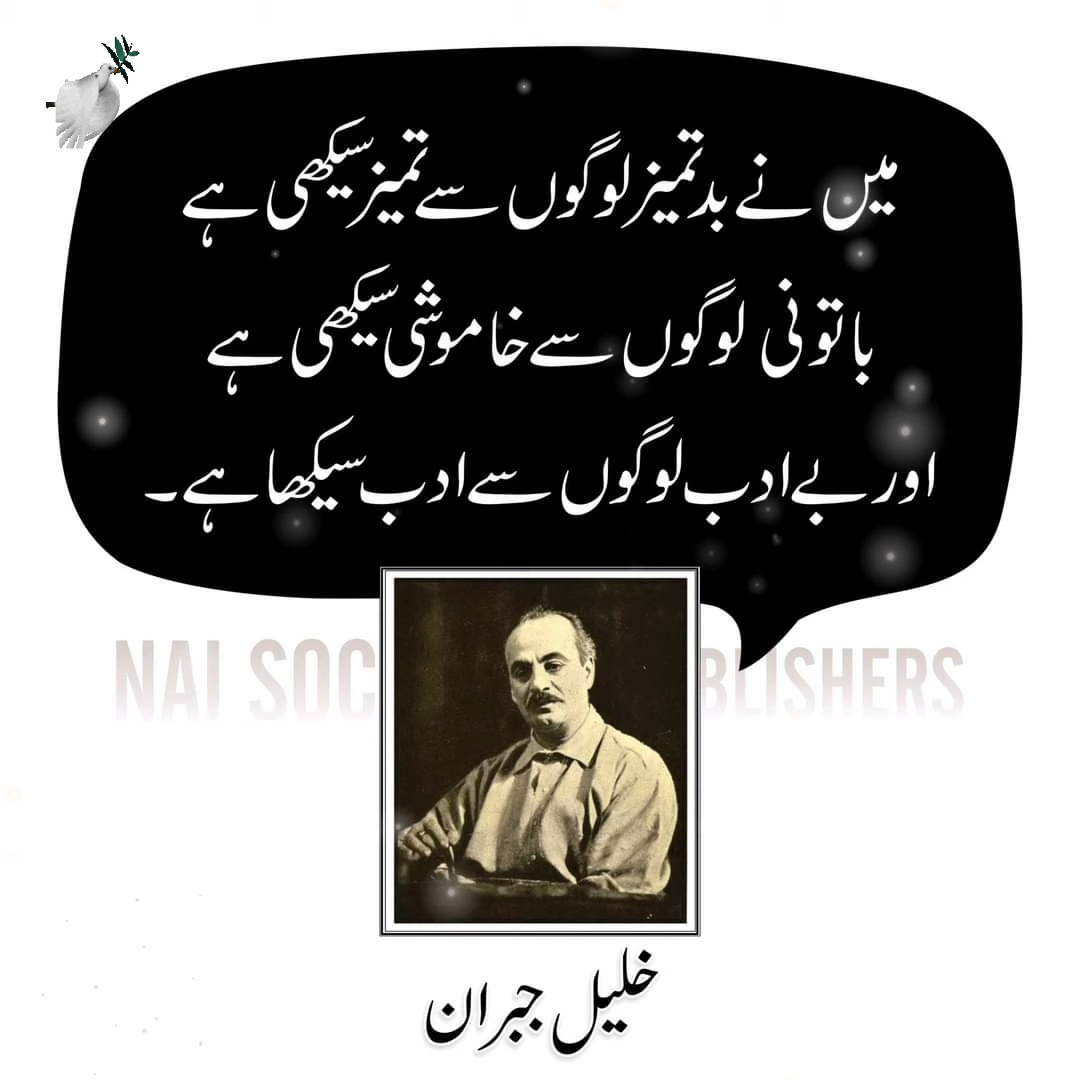 میں نے بدتمیز لوگوں سے تمیز سیکھی ہے
باتونی لوگوں سے خاموشی سیکھی ہے
اور بے ادب لوگوں سے ادب سیکھا ہے۔
NAI SOC BLISHERS
خلیل جبران